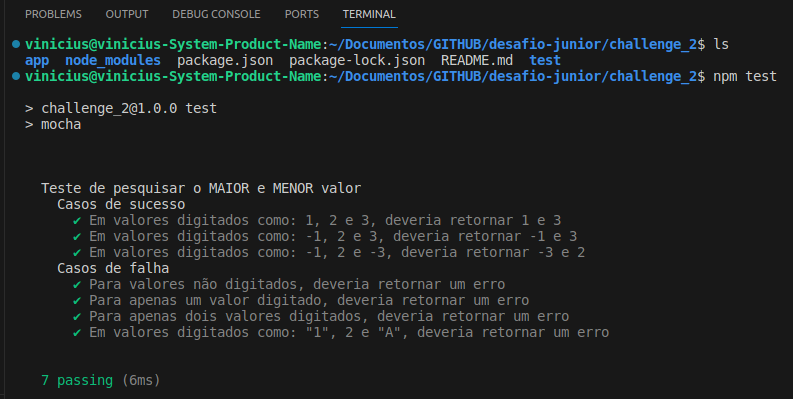 PROBLEMS OUTPUT DEBUG CONSOLE PORTS TERMINAL
vinicius@vinicius-System-Product-Name:~/Documentos/GITHUB/desafio-junior/challenge_2$ ls
app node_modules package.json package-lock.json README.md test
vinicius@vinicius-System-Product-Name:~/Documentos/GITHUB/desafio-junior/challenge_2$ npm test
> challenge_2@1.0.0 test
> mocha
Teste de pesquisar o MAIOR e MENOR valor
Casos de sucesso
✔ Em valores digitados como: 1, 2 e 3, deveria retornar 1 e 3
✔ Em valores digitados como: -1, 2 e 3, deveria retornar -1 e 3
✔ Em valores digitados como: -1, 2 e -3, deveria retornar -3 e 2
Casos de falha
✔ Para valores não digitados, deveria retornar um erro
✔ Para apenas um valor digitado, deveria retornar um erro
✔ Para apenas dois valores digitados, deveria retornar um erro
✔ Em valores digitados como: "1", 2 e "A", deveria retornar um erro
7 passing (6ms)